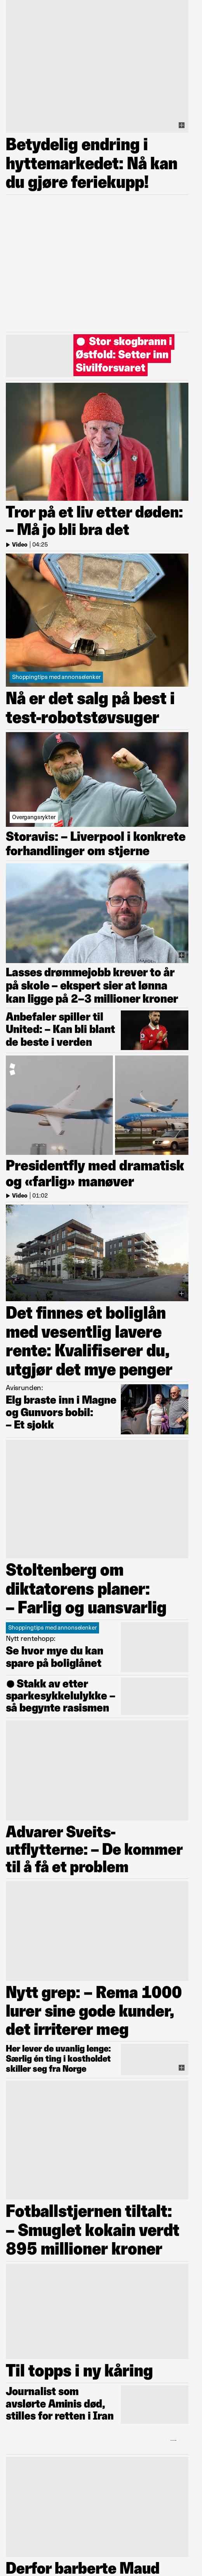 Betydelig endring i
hyttemarkedet: Nå kan
du gjøre feriekupp!
Stor skogbrann i
Østfold: Setter inn
Sivilforsvaret
Tror på et liv etter døden:
– Må jo bli bra det
Video | 04:25
Shoppingtips med annonselenker
Nå er det salg på best i
test-robotstøvsuger
Overgangsrykter
Storavis: – Liverpool i konkrete
forhandlinger om stjerne
Lasses drømmejobb krever to år
på skole – ekspert sier at lønna
kan ligge på 2–3 millioner kroner
Anbefaler spiller til
United: – Kan bli blant
de beste i verden
Presidentfly med dramatisk
og «farlig» manøver
Video | 01:02
Det finnes et boliglån
med vesentlig lavere
rente: Kvalifiserer du,
utgjør det mye penger
Avisrunden:
Elg braste inn i Magne
og Gunvors bobil:
– Et sjokk
Stoltenberg om
diktatorens planer:
– Farlig og uansvarlig
Shoppingtips med annonselenker
Nytt rentehopp:
Se hvor mye du kan
spare på boliglånet
Stakk av etter
sparkesykkelulykke –
så begynte rasismen
Advarer Sveits-
utflytterne: – De kommer
til å få et problem
Nytt grep: – Rema 1000
lurer sine gode kunder,
det irriterer meg
Her lever de uvanlig lenge:
Særlig én ting i kostholdet
skiller seg fra Norge
Fotballstjernen tiltalt:
– Smuglet kokain verdt
895 millioner kroner
Til topps i ny kåring
Journalist som
avslørte Aminis død,
stilles for retten i Iran
Derfor barberte Maud